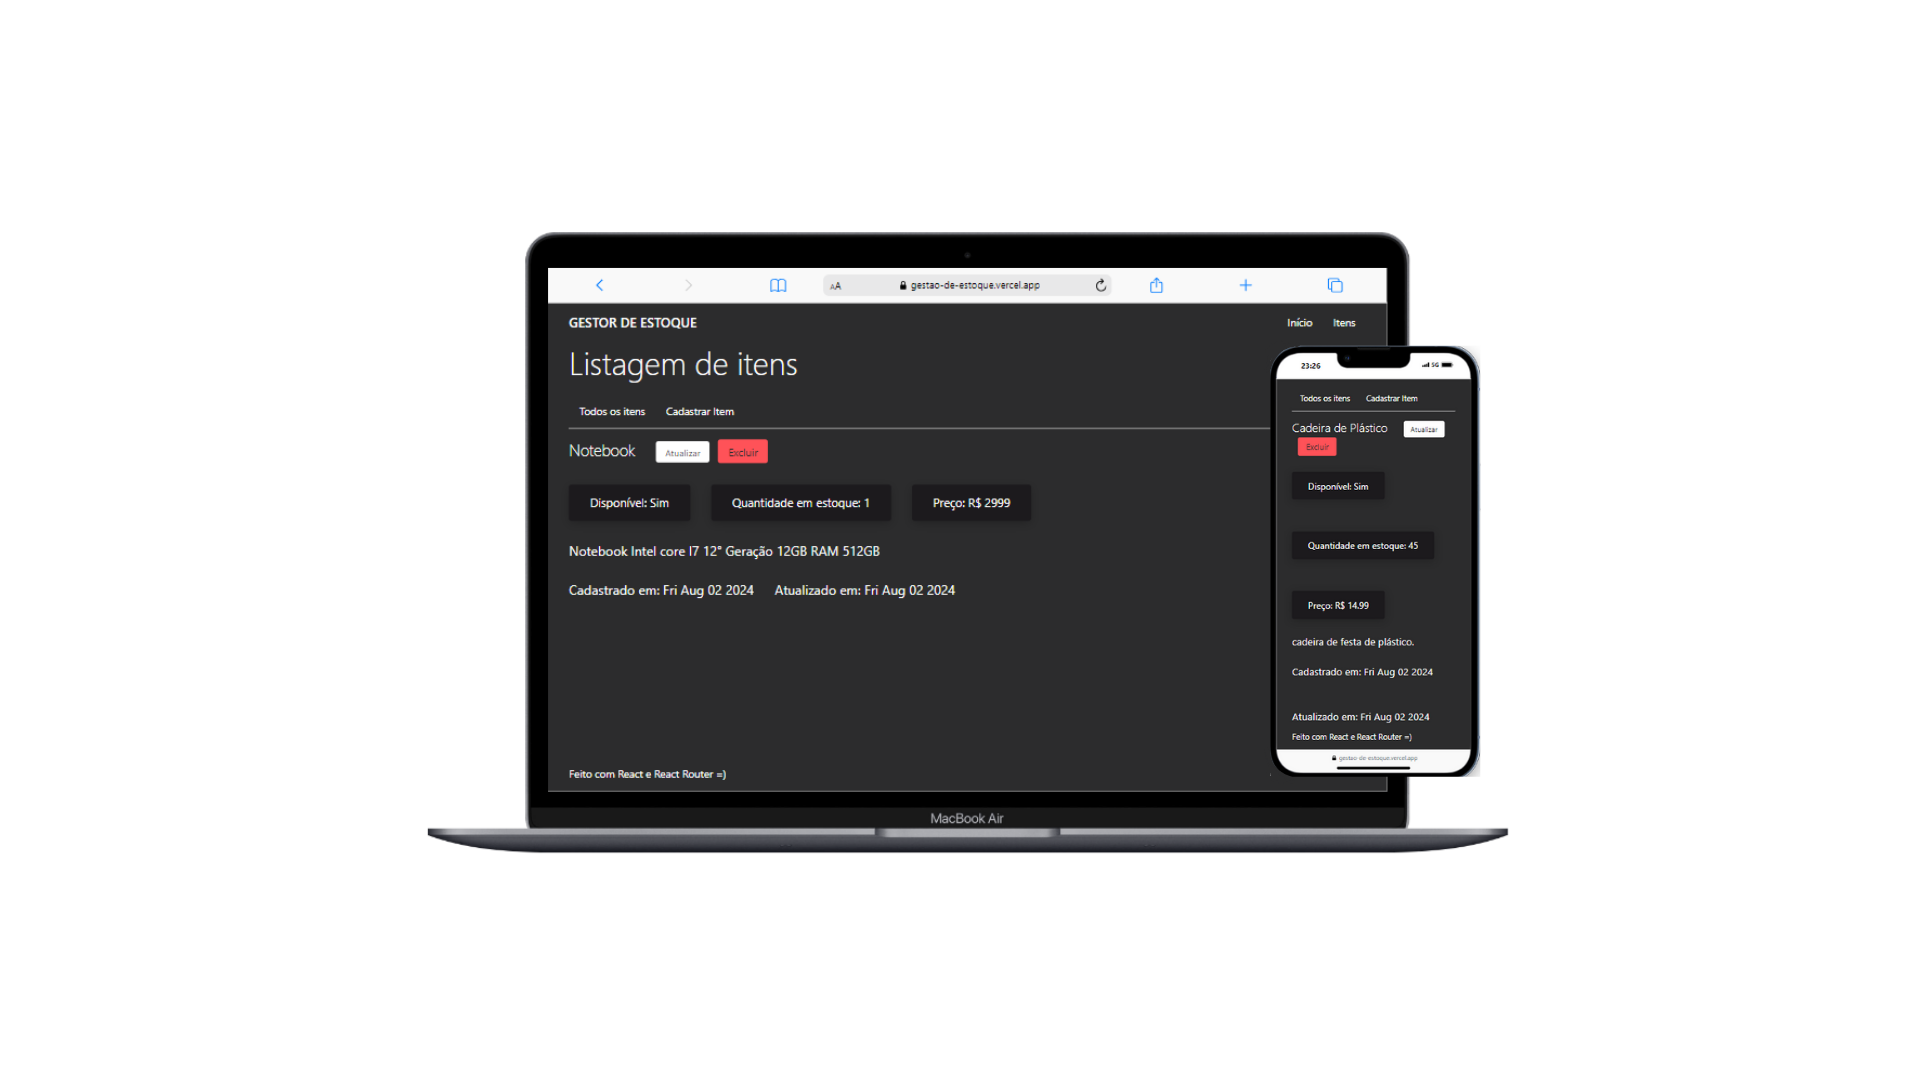 AA gestao-de-estoque.vercel.app
GESTOR DE ESTOQUE Início Itens
Listagem de itens
Todos os itens Cadastrar Item
Notebook Atualizar Excluir
Disponível: Sim Quantidade em estoque: 1 Preço: R$ 2999
Notebook Intel core I7 12° Geração 12GB RAM 512GB
Cadastrado em: Fri Aug 02 2024 Atualizado em: Fri Aug 02 2024
Feito com React e React Router =)
MacBook Air
23:26 5G
Todos os itens Cadastrar Item
Cadeira de Plástico Atualizar
Excluir
Disponível: Sim
Quantidade em estoque: 45
Preço: R$ 14.99
cadeira de festa de plástico.
Cadastrado em: Fri Aug 02 2024
Atualizado em: Fri Aug 02 2024
Feito com React e React Router =)
gestao-de-estoque.vercel.app